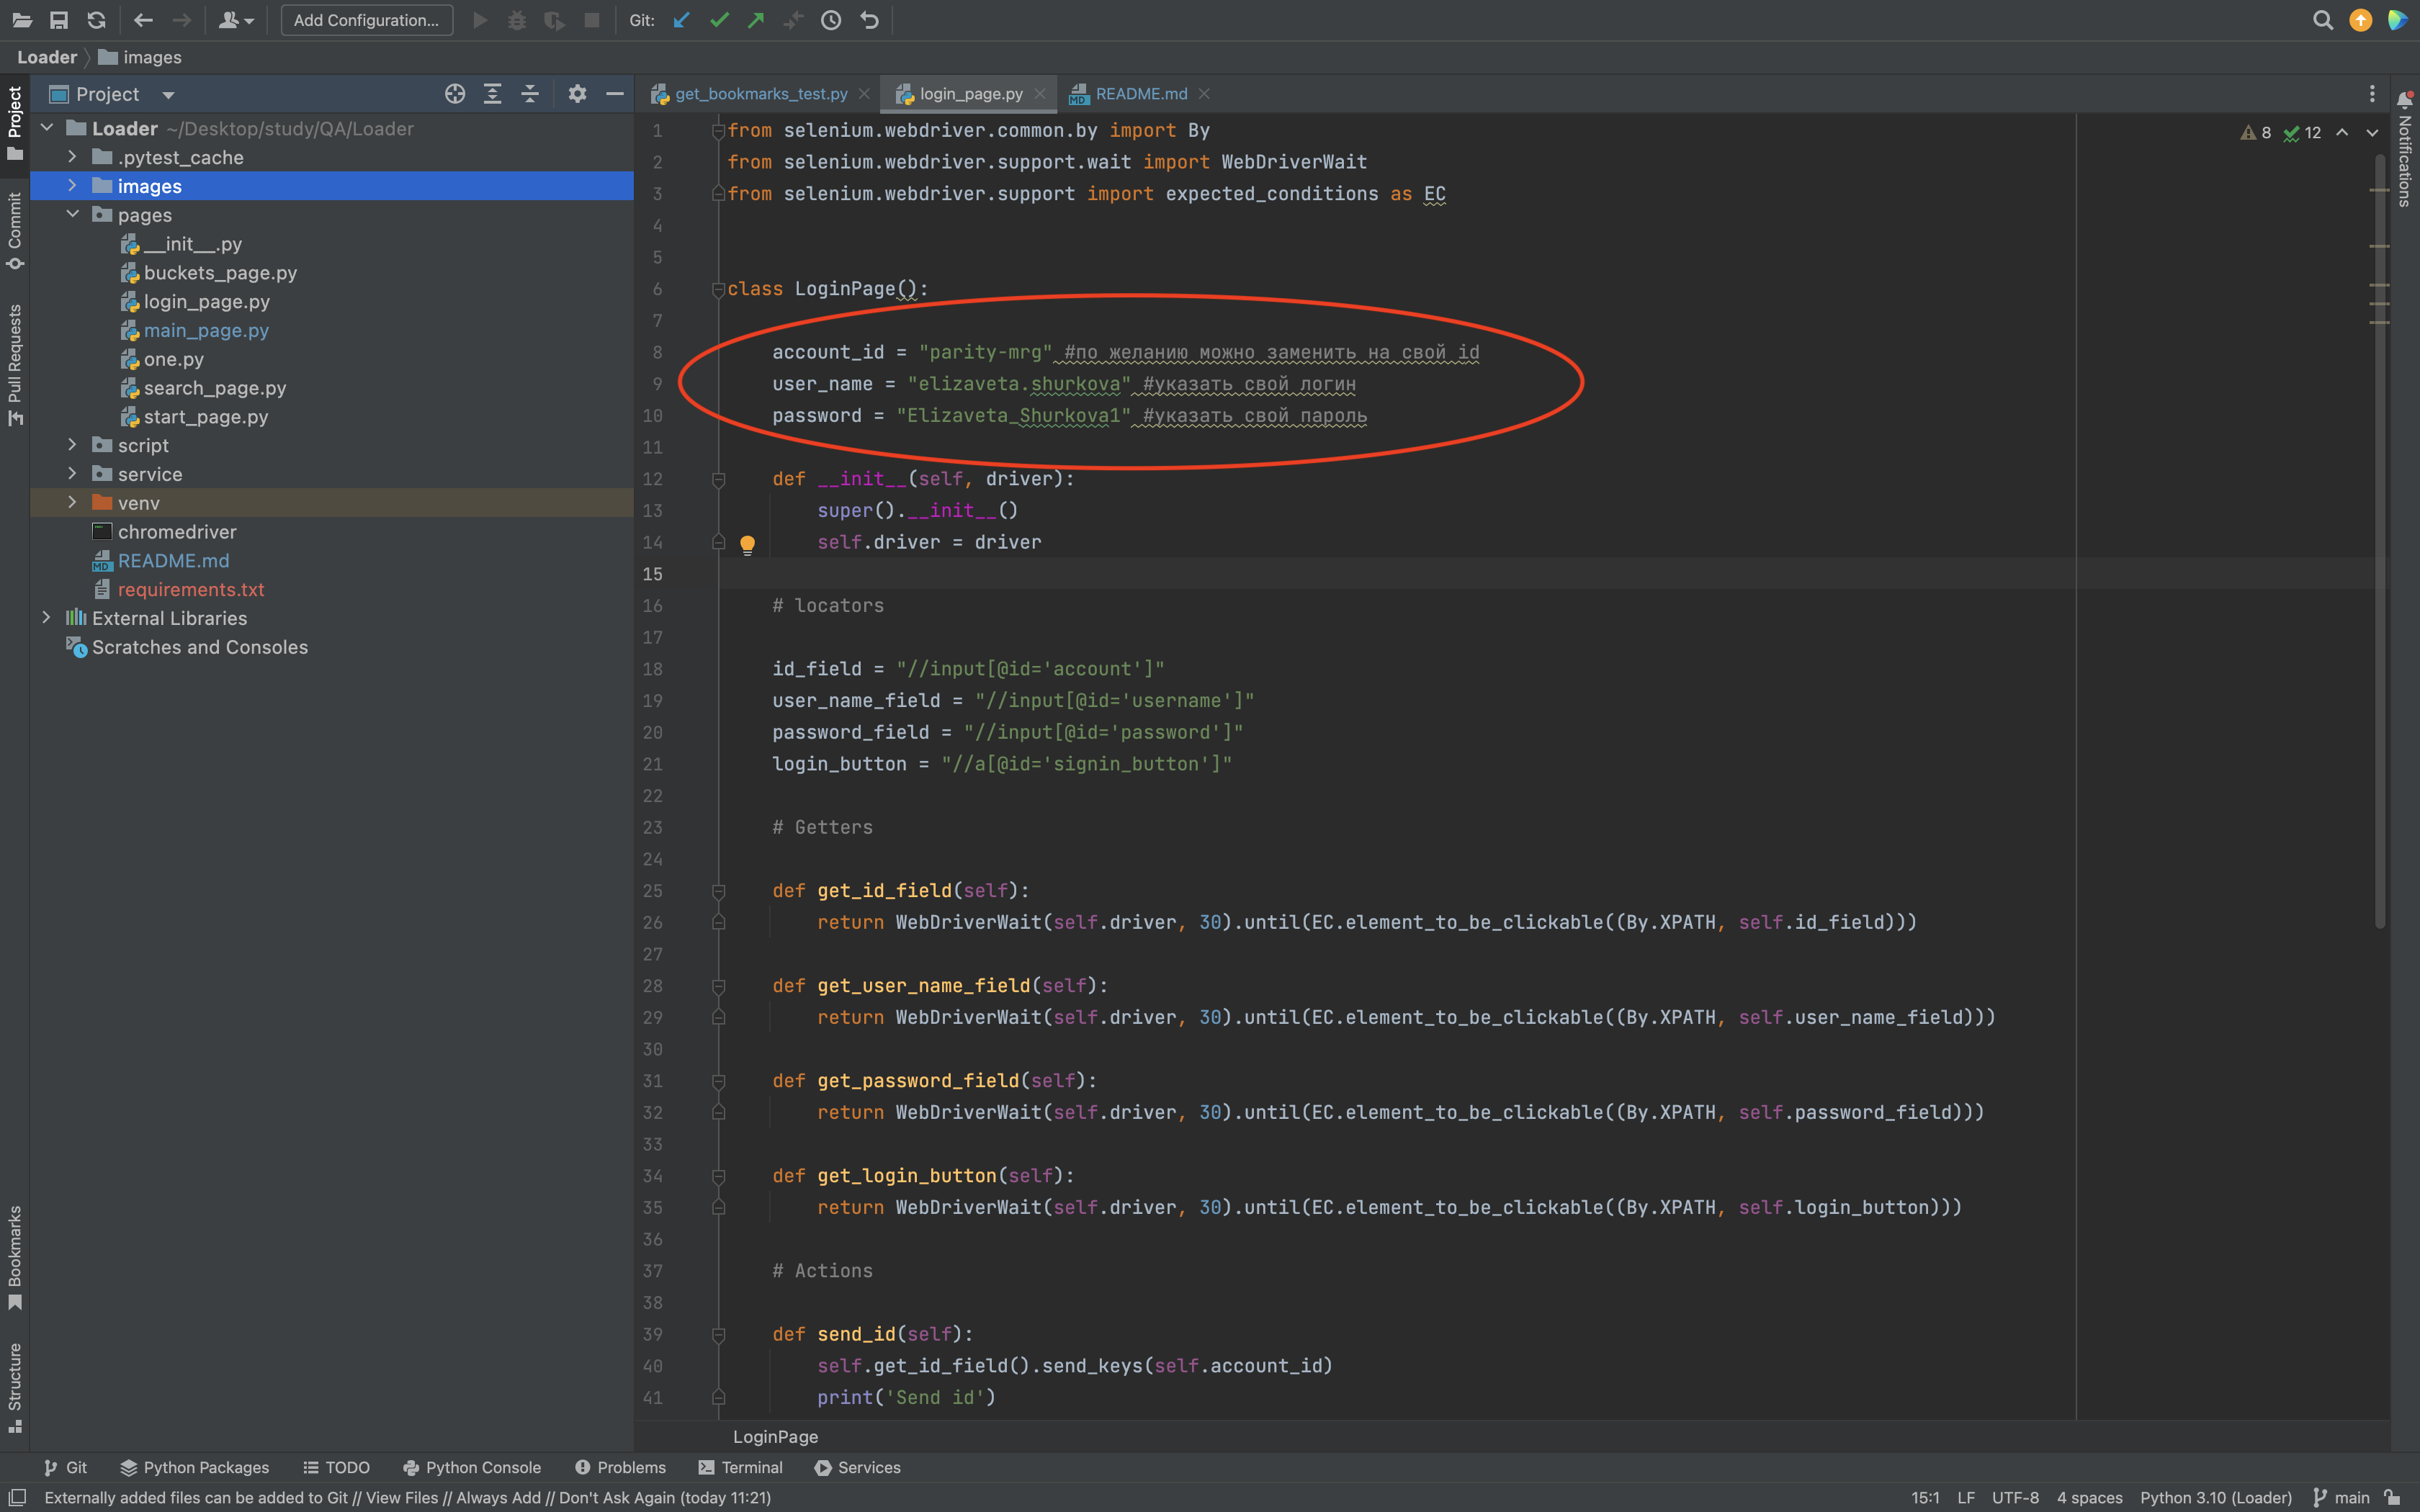 Add Configuration...
Git:
Loader
images
Project
get_bookmarks_test.py
login_page.py
README.md
Project
Commit
Pull Requests
Bookmarks
Structure
Notifications
Loader ~/Desktop/study/QA/Loader
.pytest_cache
images
pages
__init__.py
buckets_page.py
login_page.py
main_page.py
one.py
search_page.py
start_page.py
script
service
venv
chromedriver
README.md
requirements.txt
External Libraries
Scratches and Consoles
8 12
1 from selenium.webdriver.common.by import By
2 from selenium.webdriver.support.wait import WebDriverWait
3 from selenium.webdriver.support import expected_conditions as EC
4
5
6 class LoginPage():
7
8 account_id = "parity-mrg" #по желанию можно заменить на свой id
9 user_name = "elizaveta.shurkova" #указать свой логин
10 password = "Elizaveta_Shurkova1" #указать свой пароль
11
12 def __init__(self, driver):
13 super().__init__()
14 self.driver = driver
15
16 # locators
17
18 id_field = "//input[@id='account']"
19 user_name_field = "//input[@id='username']"
20 password_field = "//input[@id='password']"
21 login_button = "//a[@id='signin_button']"
22
23 # Getters
24
25 def get_id_field(self):
26 return WebDriverWait(self.driver, 30).until(EC.element_to_be_clickable((By.XPATH, self.id_field)))
27
28 def get_user_name_field(self):
29 return WebDriverWait(self.driver, 30).until(EC.element_to_be_clickable((By.XPATH, self.user_name_field)))
30
31 def get_password_field(self):
32 return WebDriverWait(self.driver, 30).until(EC.element_to_be_clickable((By.XPATH, self.password_field)))
33
34 def get_login_button(self):
35 return WebDriverWait(self.driver, 30).until(EC.element_to_be_clickable((By.XPATH, self.login_button)))
36
37 # Actions
38
39 def send_id(self):
40 self.get_id_field().send_keys(self.account_id)
41 print('Send id')
LoginPage
Git
Python Packages
TODO
Python Console
Problems
Terminal
Services
Externally added files can be added to Git // View Files // Always Add // Don't Ask Again (today 11:21)
15:1 LF UTF-8 4 spaces Python 3.10 (Loader) main